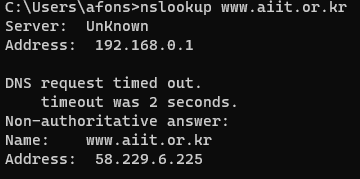 C:\Users\afons>nslookup www.aiit.or.kr
Server:  UnKnown
Address:  192.168.0.1

DNS request timed out.
    timeout was 2 seconds.
Non-authoritative answer:
Name:    www.aiit.or.kr
Address:  58.229.6.225